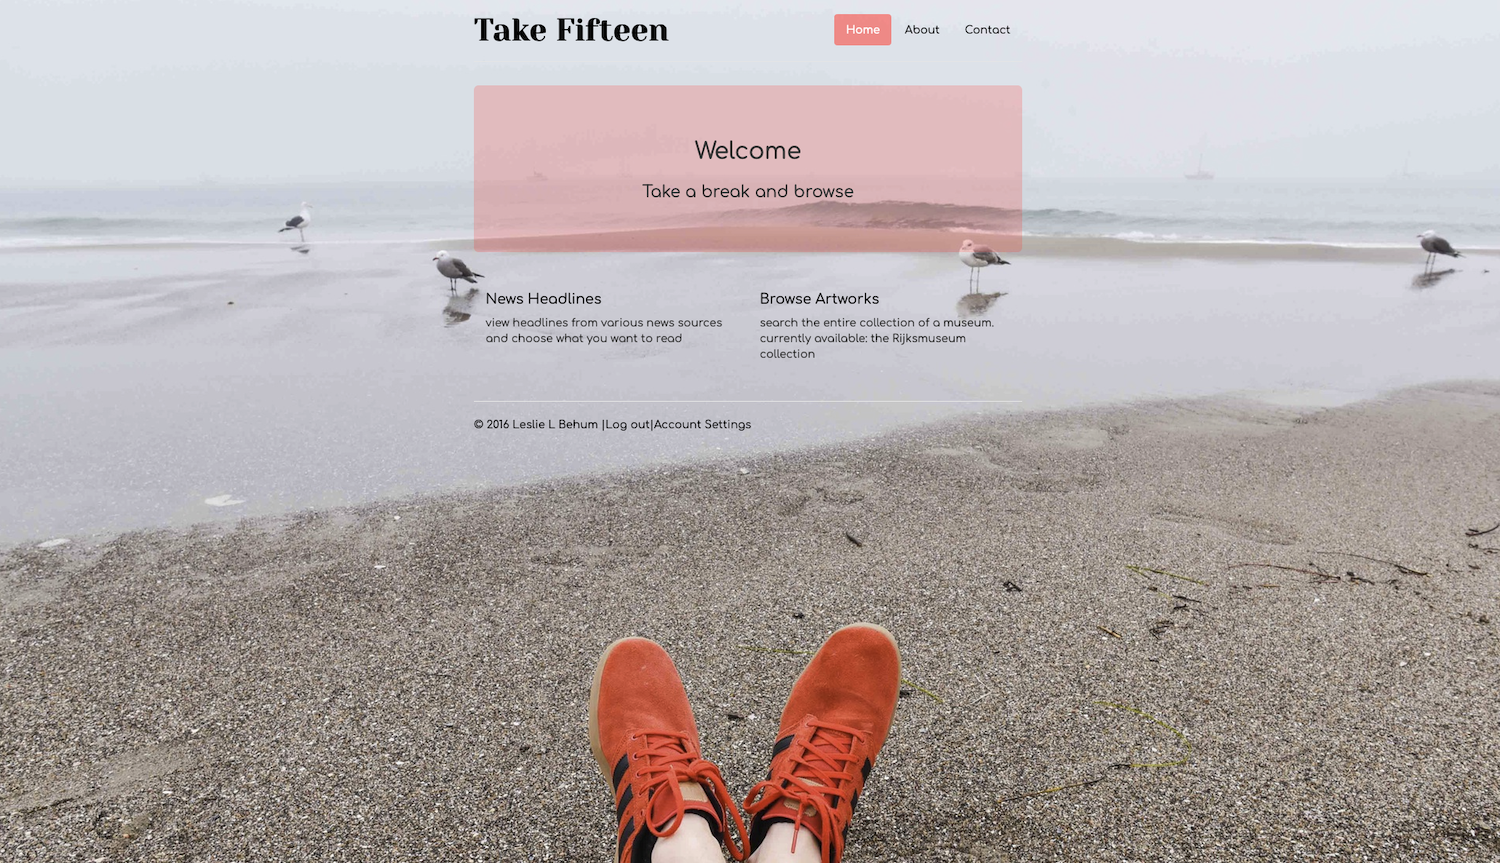 Take Fifteen
Home About Contact
Welcome
Take a break and browse
News Headlines
view headlines from various news sources
and choose what you want to read
Browse Artworks
search the entire collection of a museum.
currently available: the Rijksmuseum
collection
© 2016 Leslie L Behum |Log out|Account Settings